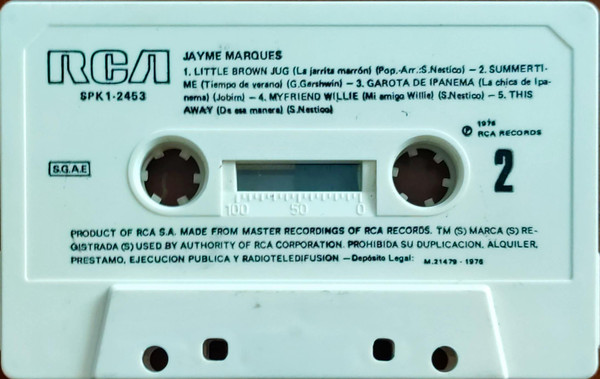 RCA
SPK1-2453
JAYME MARQUES
1. LITTLE BROWN JUG (La jarrita marrón) (Pop.-Arr.:S.Nestico) – 2. SUMMERTI-
ME (Tiempo de verano) (G.Gershwin) – 3. GAROTA DE IPANEMA (La chica de Ipa-
nema) (Jobim) – 4. MYFRIEND WILLIE (Mi amigo Willie) (S.Nestico) – 5. THIS
AWAY (De esa manera) (S.Nestico)
Ⓟ 1976 RCA RECORDS
S.G.A.E
2
100 50 0
PRODUCT OF RCA S.A. MADE FROM MASTER RECORDINGS OF RCA RECORDS. TM (S) MARCA (S) RE-
GISTRADA (S) USED BY AUTHORITY OF RCA CORPORATION. PROHIBIDA SU DUPLICACION, ALQUILER,
PRESTAMO, EJECUCION PUBLICA Y RADIOTELEDIFUSION –Depósito Legal: M.31479 - 1976